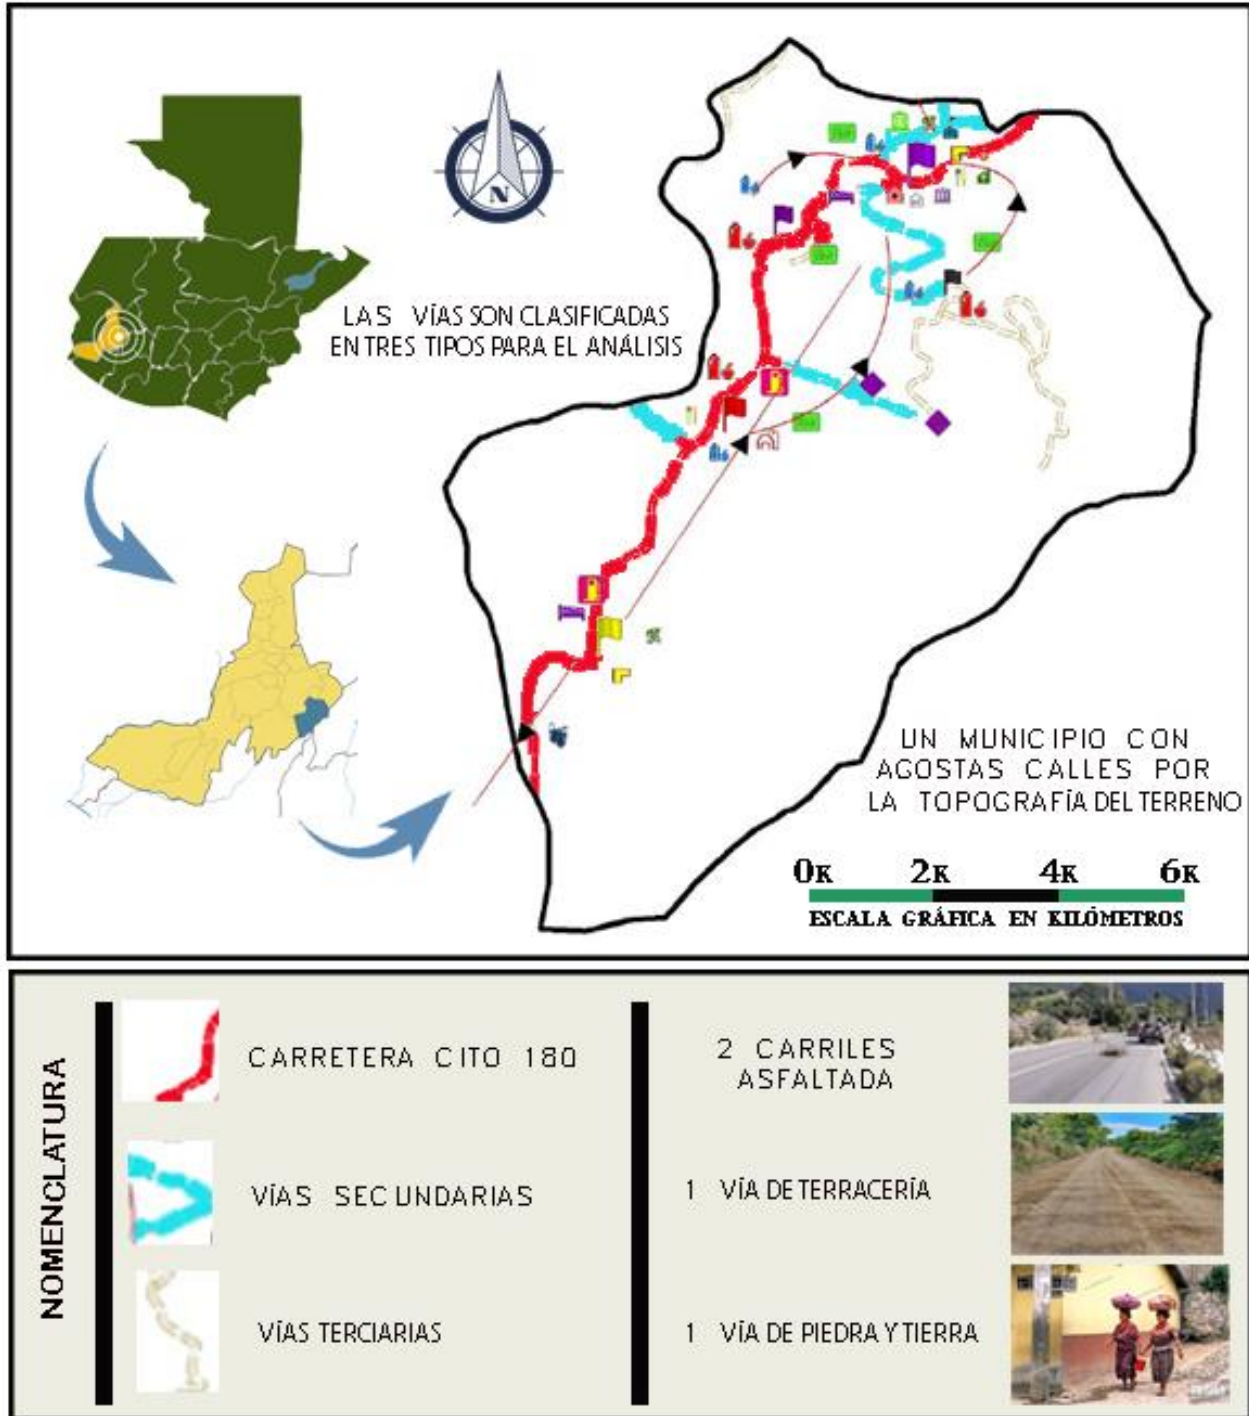 N
LAS VÍAS SON CLASIFICADAS
EN TRES TIPOS PARA EL ANÁLISIS
UN MUNICIPIO CON
AGOSTAS CALLES POR
LA TOPOGRAFÍA DEL TERRENO
0K 2K 4K 6K
ESCALA GRÁFICA EN KILÓMETROS
NOMENCLATURA
CARRETERA CITO 180
2 CARRILES
ASFALTADA
VÍAS SECUNDARIAS
1 VÍA DE TERRACERÍA
VÍAS TERCIARIAS
1 VÍA DE PIEDRA Y TIERRA